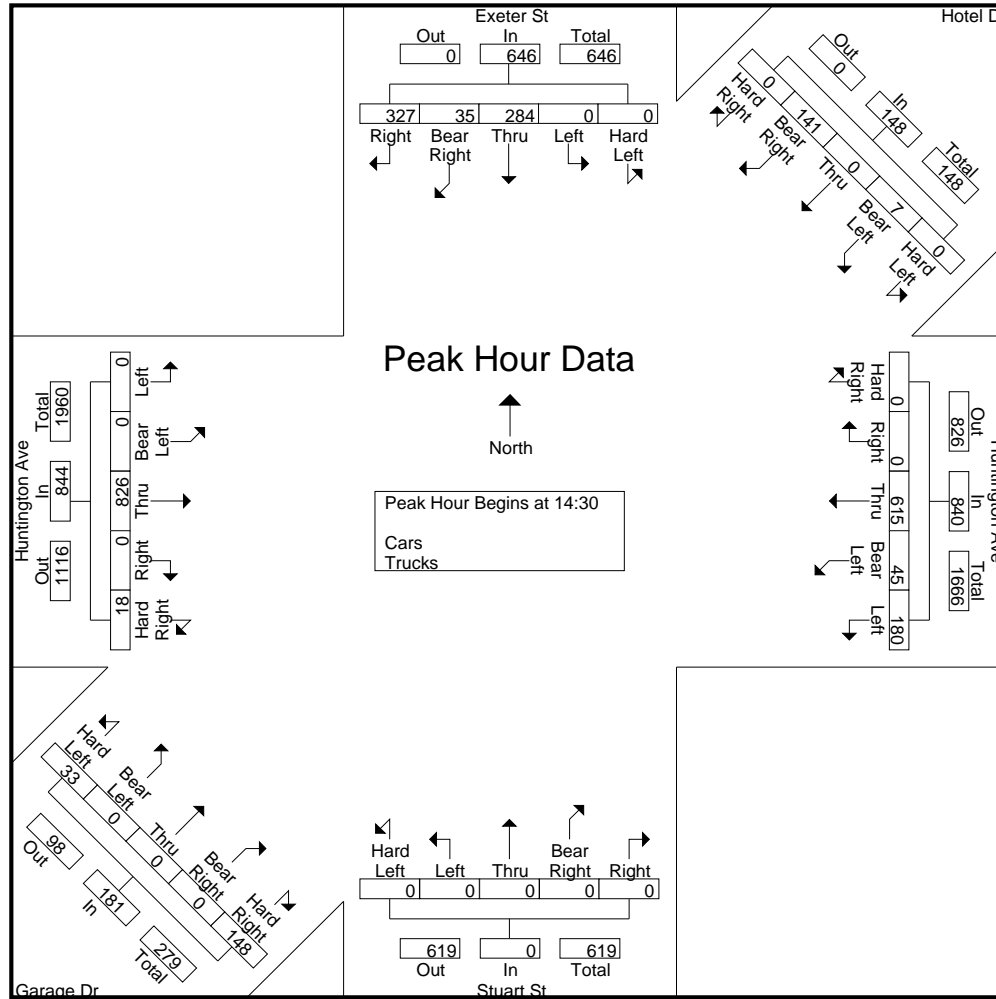 Exeter St
Out In Total
0 646 646
327 35 284 0 0
Right Bear Right Thru Left Hard Left
Hotel D
Out In Total
0 148 148
0 141 0 7 0
Hard Right Bear Right Thru Bear Left Hard Left
Peak Hour Data
North
Peak Hour Begins at 14:30
Cars
Trucks
Huntington Ave
Total In Out
1960 844 1116
0 0 826 0 18
Left Bear Left Thru Right Hard Right
Huntington Ave
Out In Total
826 840 1666
0 0 615 45 180
Hard Right Right Thru Bear Left Left
Hard Left Bear Left Thru Bear Right Hard Right
33 0 0 0 148
98 181 279
Out In Total
Garage Dr
Hard Left Left Thru Bear Right Right
0 0 0 0 0
619 0 619
Out In Total
Stuart St